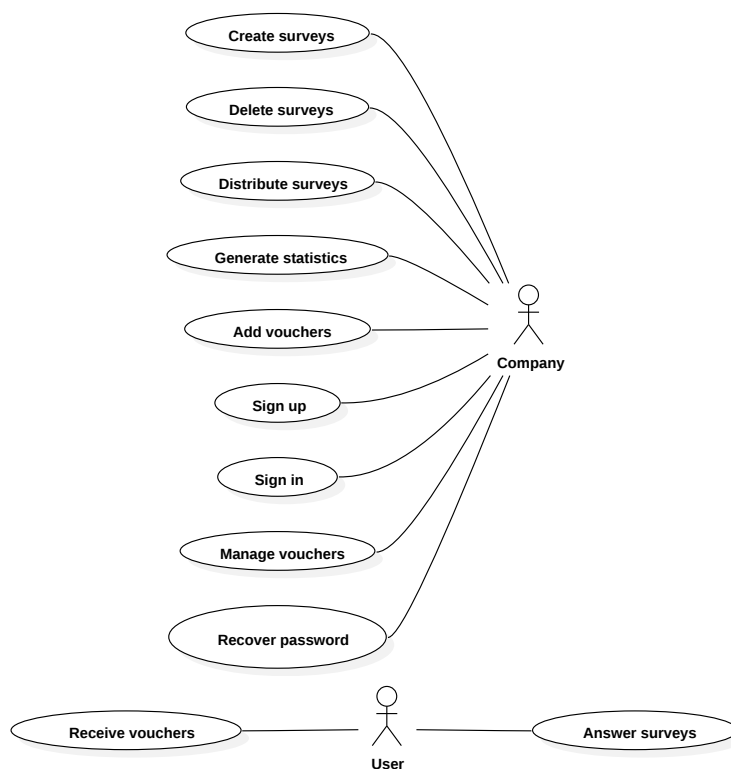 Create surveys
Delete surveys
Distribute surveys
Generate statistics
Add vouchers
Company
Sign up
Sign in
Manage vouchers
Recover password
Receive vouchers
Answer surveys
User